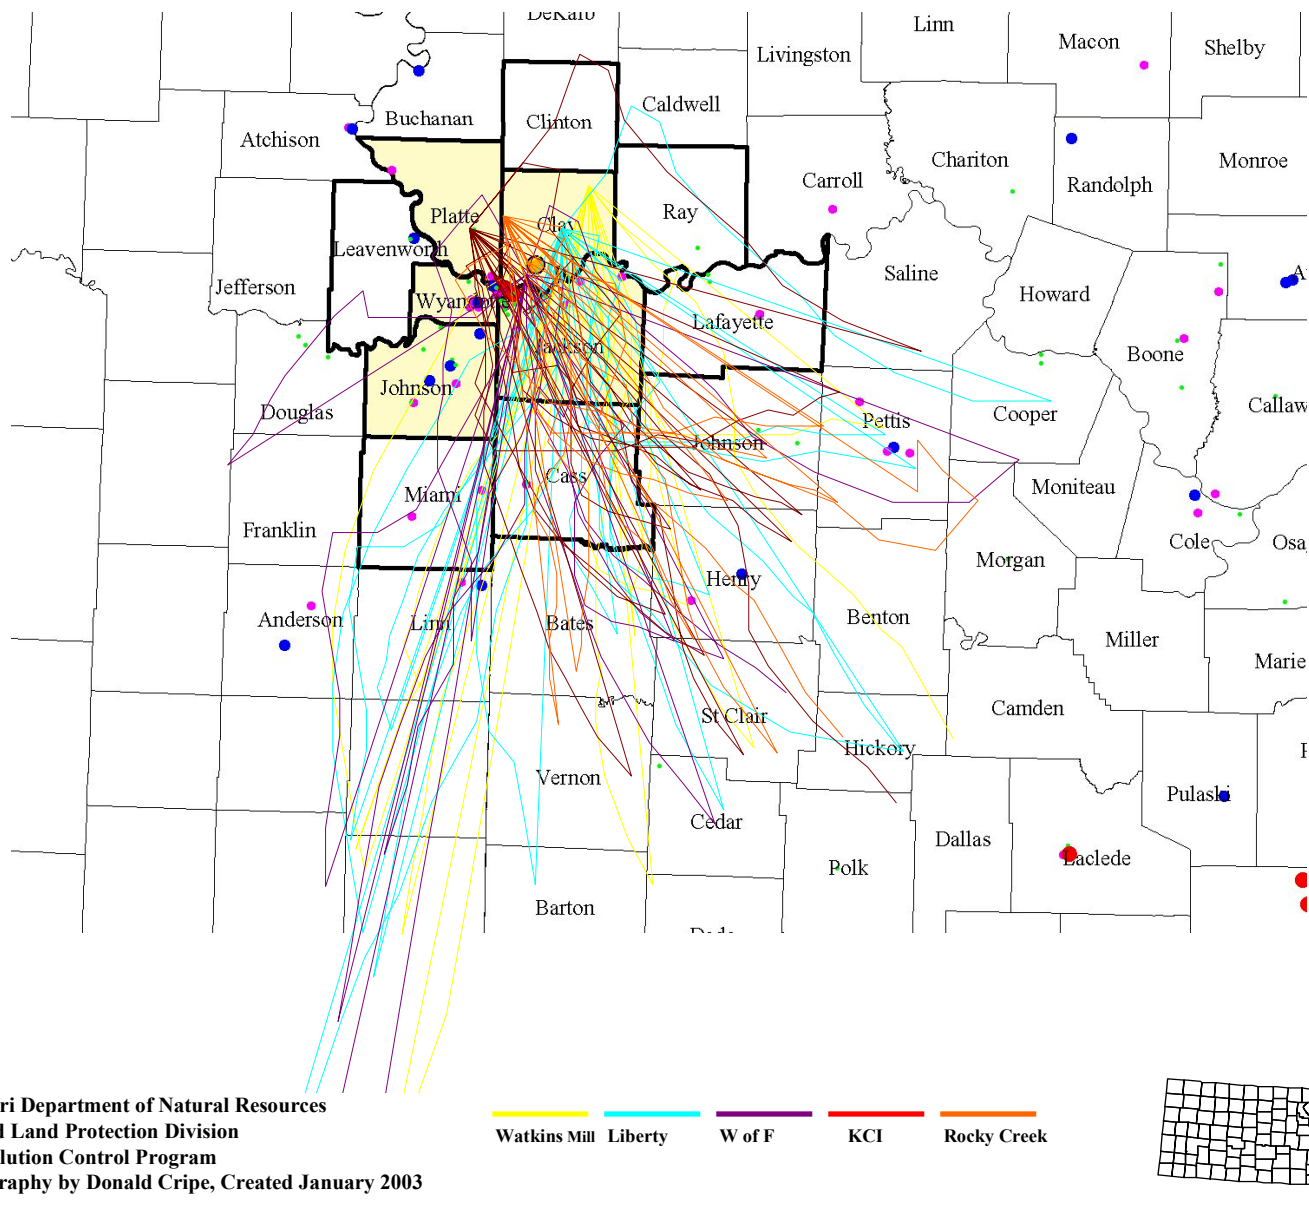 DeKalb
Linn
Macon
Shelby
Livingston
Caldwell
Buchanan
Clinton
Atchison
Chariton
Monroe
Carroll
Randolph
Platte
Clay
Ray
Leavenworth
Saline
Jefferson
Howard
Wyandotte
Lafayette
Jackson
Boone
Johnson
Douglas
Pettis
Cooper
Callaw
Johnson
Cass
Miami
Moniteau
Franklin
Cole
Osa
Morgan
Henry
Anderson
Linn
Bates
Benton
Miller
Marie
St Clair
Camden
Hickory
Vernon
Pulaski
Cedar
Dallas
Polk
Laclede
Barton
Dade
ri Department of Natural Resources
d Land Protection Division
lution Control Program
raphy by Donald Cripe, Created January 2003
Watkins Mill Liberty W of F KCI Rocky Creek